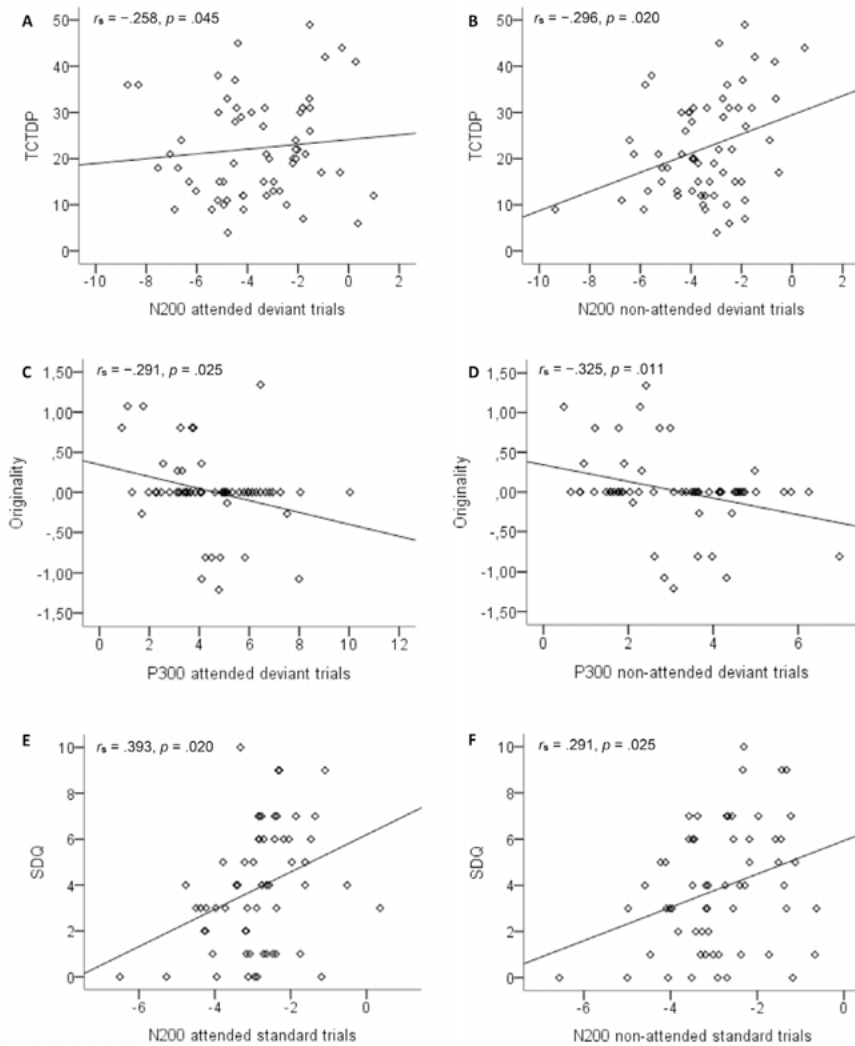 A
r_s = −.258, p = .045
50
40
30
20
10
0
TCTDP
-10 -8 -6 -4 -2 0 2
N200 attended deviant trials
B
r_s = −.296, p = .020
50
40
30
20
10
0
TCTDP
-10 -8 -6 -4 -2 0 2
N200 non-attended deviant trials
C
r_s = −.291, p = .025
1,50
1,00
,50
,00
-,50
-1,00
-1,50
Originality
0 2 4 6 8 10 12
P300 attended deviant trials
D
r_s = −.325, p = .011
1,50
1,00
,50
,00
-,50
-1,00
-1,50
Originality
0 2 4 6
P300 non-attended deviant trials
E
r_s = .393, p = .020
10
8
6
4
2
0
SDQ
-6 -4 -2 0
N200 attended standard trials
F
r_s = .291, p = .025
10
8
6
4
2
0
SDQ
-6 -4 -2 0
N200 non-attended standard trials